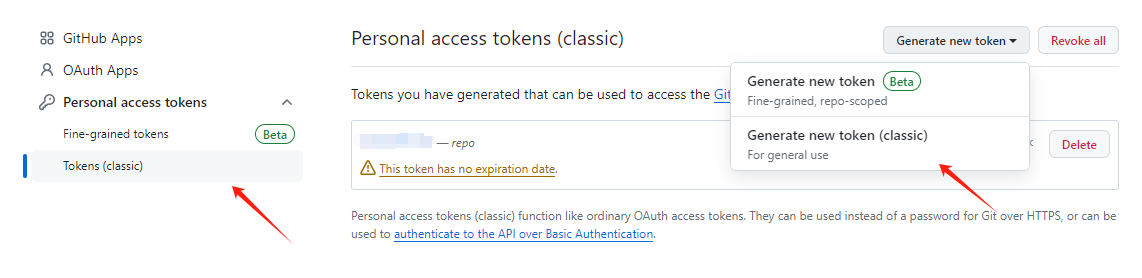 GitHub Apps
OAuth Apps
Personal access tokens
Fine-grained tokens Beta
Tokens (classic)
Personal access tokens (classic)
Generate new token Revoke all
Generate new token Beta
Fine-grained, repo-scoped
Generate new token (classic)
For general use
Tokens you have generated that can be used to access the
— repo
Delete
This token has no expiration date.
Personal access tokens (classic) function like ordinary OAuth access tokens. They can be used instead of a password for Git over HTTPS, or can be
used to authenticate to the API over Basic Authentication.